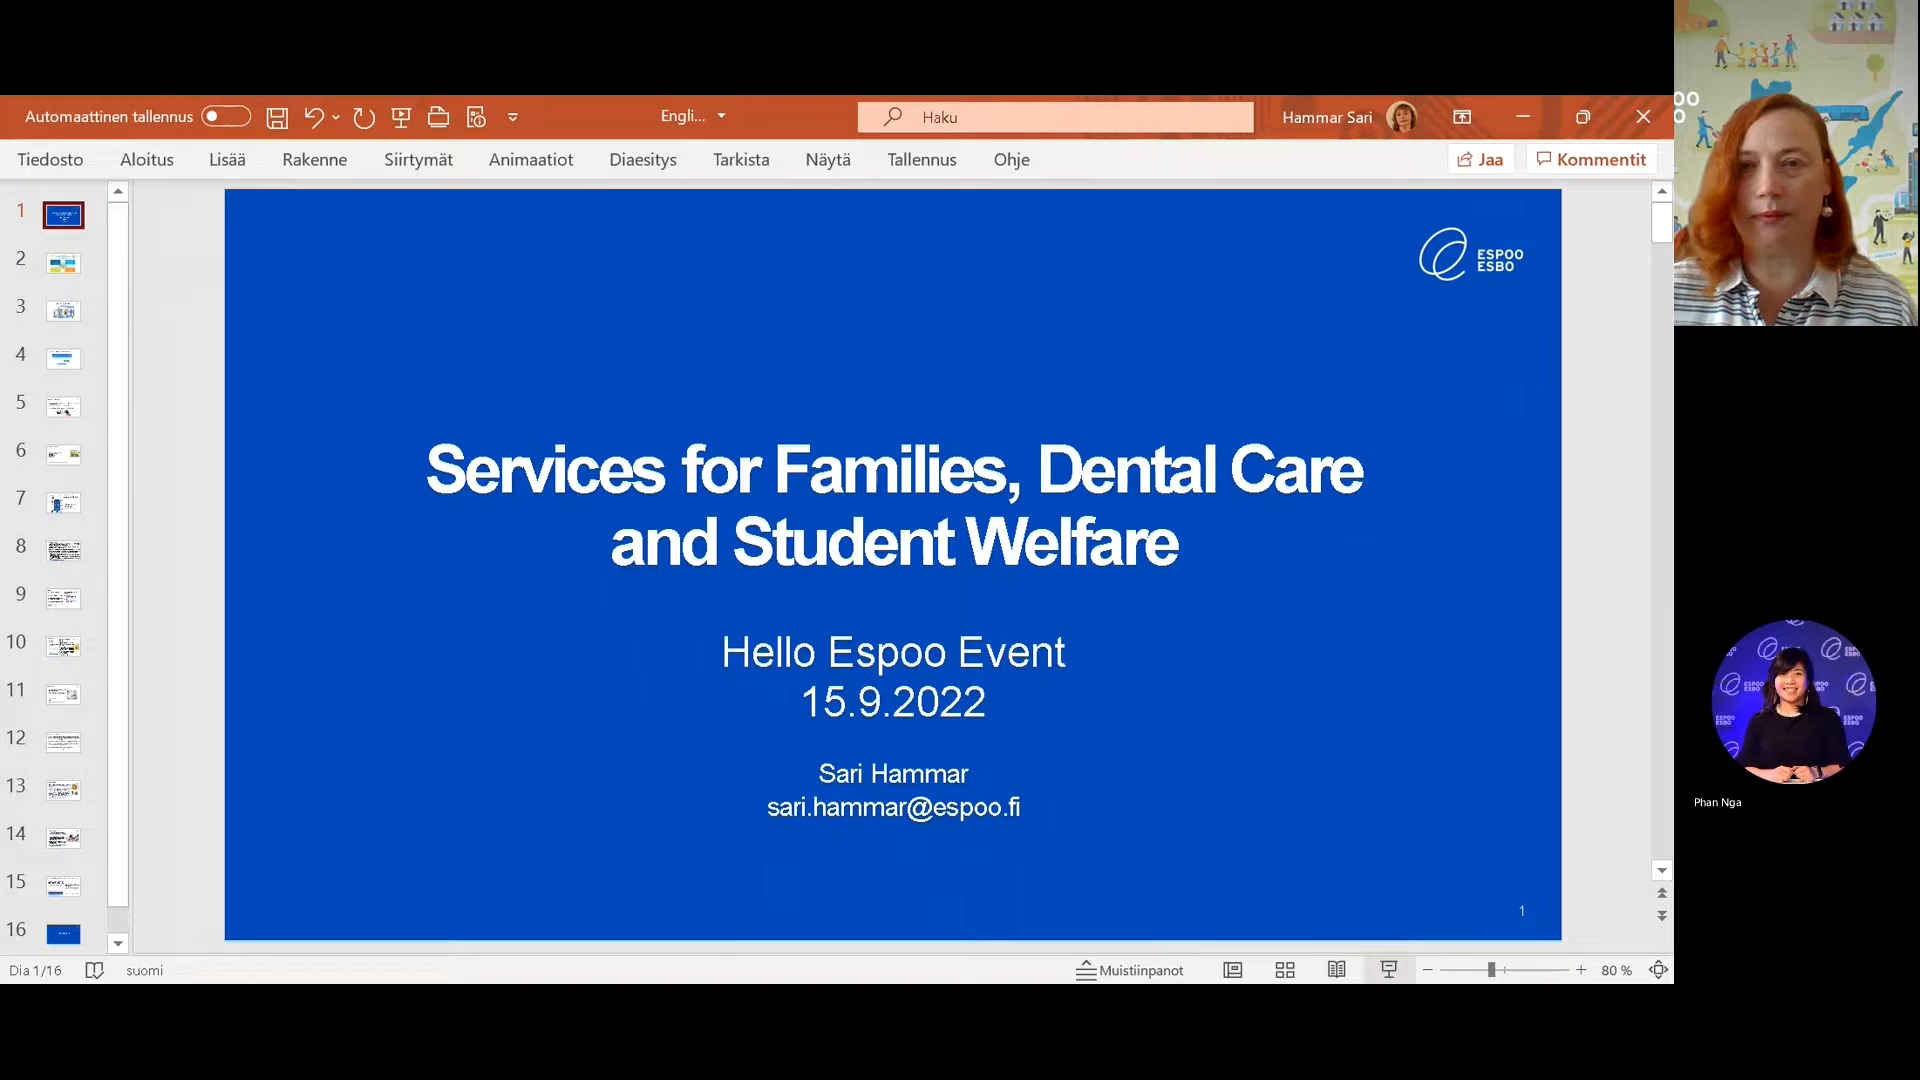 Automaattinen tallennus
Engli...
Haku
Hammar Sari
Tiedosto
Aloitus
Lisää
Rakenne
Siirtymät
Animaatiot
Diaesitys
Tarkista
Näytä
Tallennus
Ohje
Jaa
Kommentit
1
2
3
4
5
6
7
8
9
10
11
12
13
14
15
16
ESPOO
ESBO
Services for Families, Dental Care
and Student Welfare
Hello Espoo Event
15.9.2022
Sari Hammar
sari.hammar@espoo.fi
1
Dia 1/16
suomi
Muistiinpanot
80 %
Phan Nga